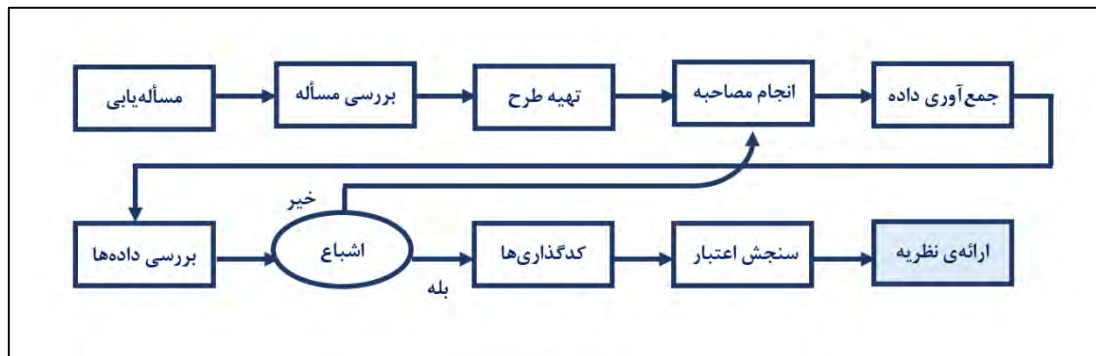 مسأله‌یابی
بررسی مسأله
تهیه طرح
انجام مصاحبه
جمع‌آوری داده
خیر
بررسی داده‌ها
اشباع
بله
کدگذاری‌ها
سنجش اعتبار
ارائه‌ی نظریه